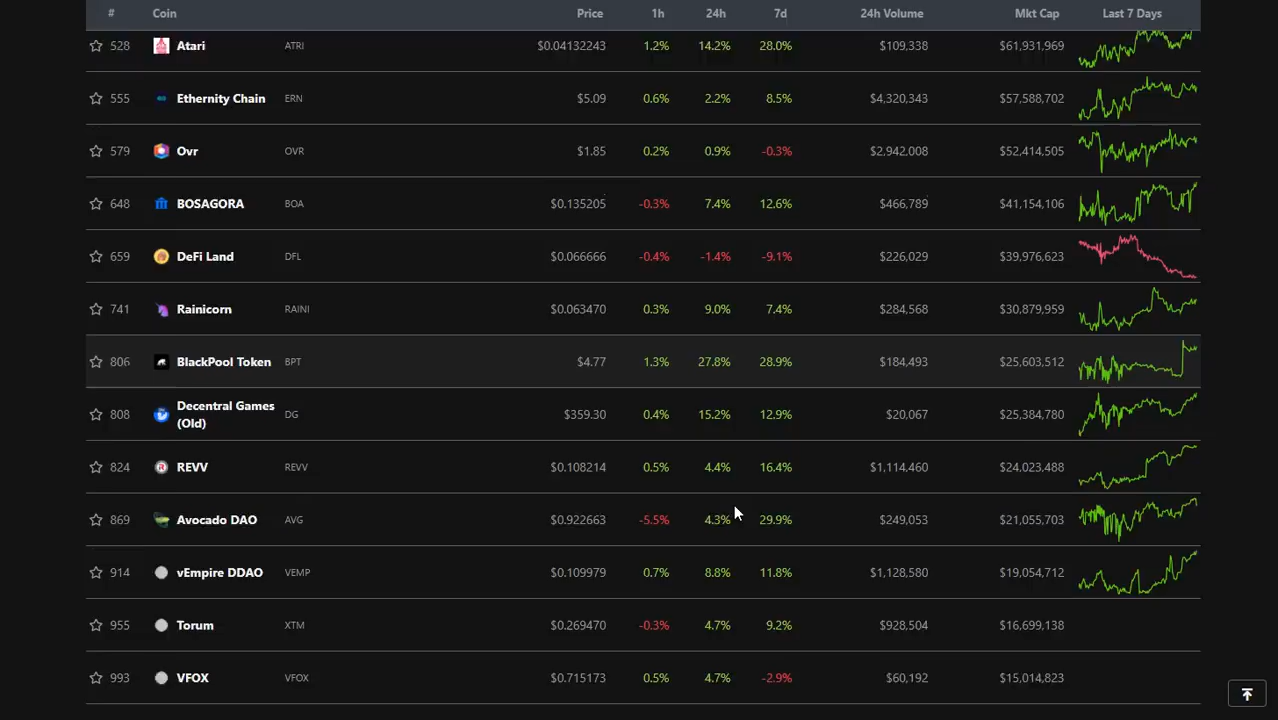 # Coin Price 1h 24h 7d 24h Volume Mkt Cap Last 7 Days
528 Atari ATRI $0.04132243 1.2% 14.2% 28.0% $109,338 $61,931,969
555 Ethernity Chain ERN $5.09 0.6% 2.2% 8.5% $4,320,343 $57,588,702
579 Ovr OVR $1.85 0.2% 0.9% -0.3% $2,942,008 $52,414,505
648 BOSAGORA BOA $0.135205 -0.3% 7.4% 12.6% $466,789 $41,154,106
659 DeFi Land DFL $0.066666 -0.4% -1.4% -9.1% $226,029 $39,976,623
741 Rainicorn RAINI $0.063470 0.3% 9.0% 7.4% $284,568 $30,879,959
806 BlackPool Token BPT $4.77 1.3% 27.8% 28.9% $184,493 $25,603,512
808 Decentral Games (Old) DG $359.30 0.4% 15.2% 12.9% $20,067 $25,384,780
824 REVV REVV $0.108214 0.5% 4.4% 16.4% $1,114,460 $24,023,488
869 Avocado DAO AVG $0.922663 -5.5% 4.3% 29.9% $249,053 $21,055,703
914 vEmpire DDAO VEMP $0.109979 0.7% 8.8% 11.8% $1,128,580 $19,054,712
955 Torum XTM $0.269470 -0.3% 4.7% 9.2% $928,504 $16,699,138
993 VFOX VFOX $0.715173 0.5% 4.7% -2.9% $60,192 $15,014,823